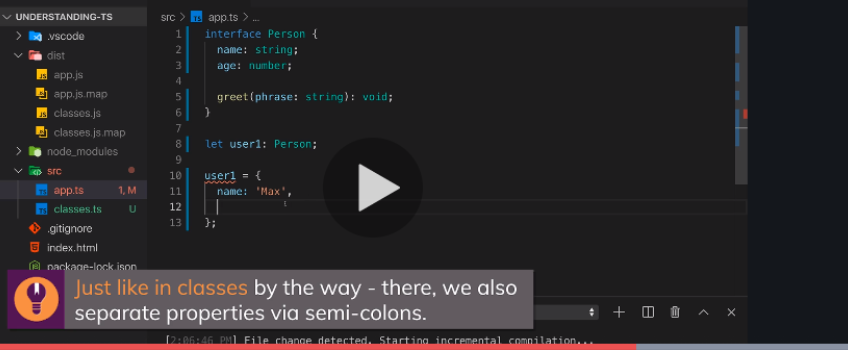 UNDERSTANDING-TS
.vscode
dist
app.js
app.js.map
classes.js
classes.js.map
node_modules
src
app.ts 1, M
classes.ts U
.gitignore
index.html
package-lock.json
src > app.ts > ...
1 interface Person {
2 name: string;
3 age: number;
4
5 greet(phrase: string): void;
6 }
7
8 let user1: Person;
9
10 user1 = {
11 name: 'Max',
12
13 };
Just like in classes by the way - there, we also
separate properties via semi-colons.
[2:06:46 PM] File change detected. Starting incremental compilation...